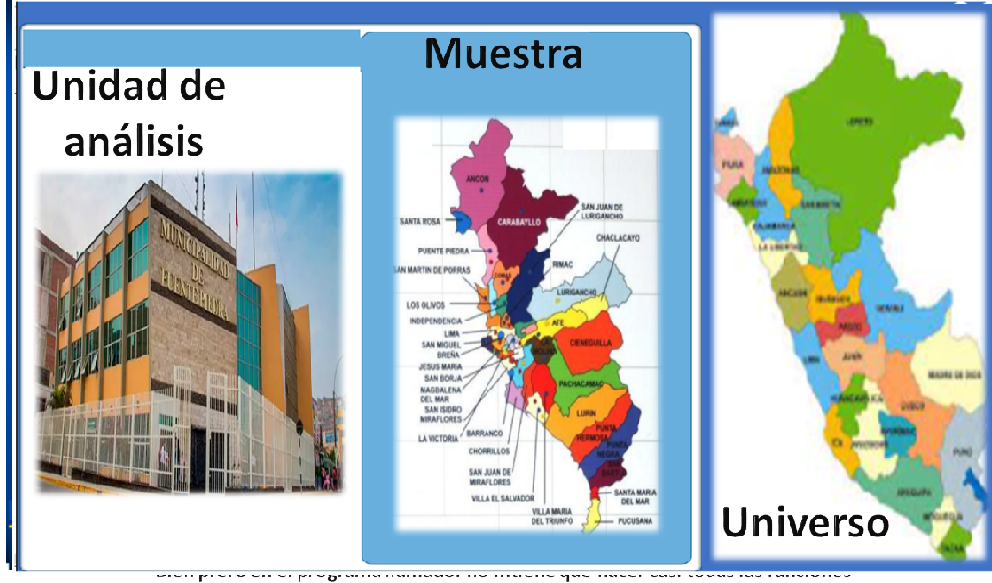 Unidad de
análisis
MUNICIPALIDAD
DE
PUENTE PIEDRA
Muestra
ANCON
SANTA ROSA
CARABAYLLO
SAN JUAN DE
LURIGANCHO
CHACLACAYO
PUENTE PIEDRA
RIMAC
SAN MARTIN DE PORRAS
LURIGANCHO
LOS OLIVOS
INDEPENDENCIA
ATE
LIMA
SAN MIGUEL
CIENEGUILLA
BREÑA
JESUS MARIA
SAN BORJA
PACHACAMAC
MAGDALENA
DEL MAR
SAN ISIDRO
MIRAFLORES
LURIN
LA VICTORIA
BARRANCO
PUNTA
HERMOSA
PUNTA
NEGRA
CHORRILLOS
SAN JUAN DE
MIRAFLORES
VILLA EL SALVADOR
SANTA MARIA
DEL MAR
VILLA MARIA
DEL TRIUNFO
PUCUSANA
LORETO
PIURA
AMAZONAS
SAN MARTIN
CAJAMARCA
LA LIBERTAD
ANCASH
HUANUCO
UCAYALI
PASCO
LIMA
JUNIN
MADRE DE DIOS
HUANCAVELICA
CUSCO
ICA
PUNO
AREQUIPA
MOQUEGUA
TACNA
Universo